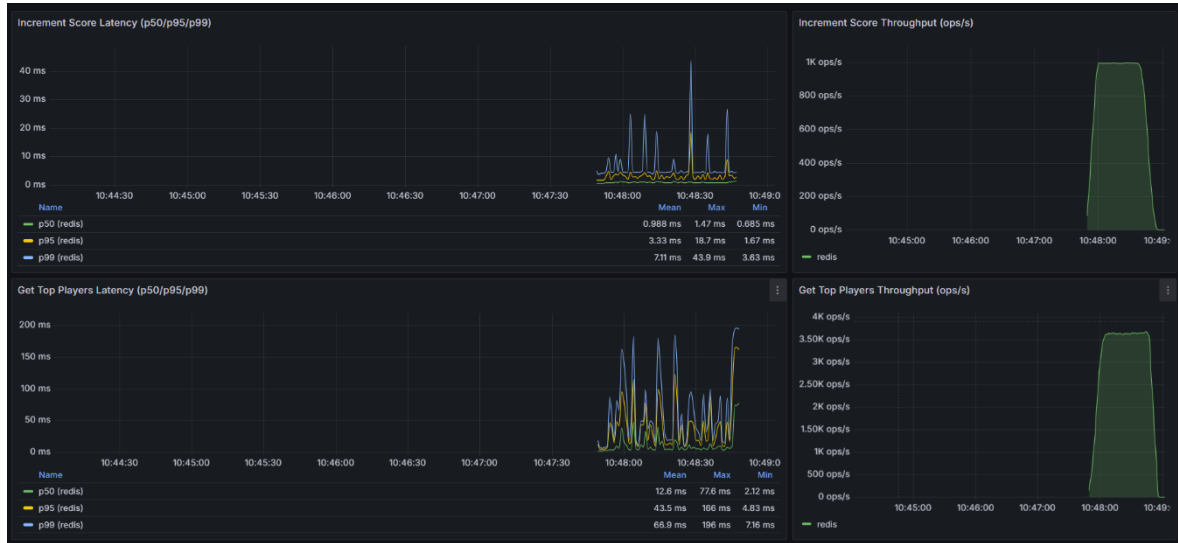 Increment Score Latency (p50/p95/p99)
40 ms
30 ms
20 ms
10 ms
0 ms
10:44:30 10:45:00 10:45:30 10:46:00 10:46:30 10:47:00 10:47:30 10:48:00 10:48:30 10:49:0
Name Mean Max Min
p50 (redis) 0.988 ms 1.47 ms 0.685 ms
p95 (redis) 3.33 ms 18.7 ms 1.67 ms
p99 (redis) 7.11 ms 43.9 ms 3.63 ms
Increment Score Throughput (ops/s)
1K ops/s
800 ops/s
600 ops/s
400 ops/s
200 ops/s
0 ops/s
10:45:00 10:46:00 10:47:00 10:48:00 10:49:
redis
Get Top Players Latency (p50/p95/p99)
200 ms
150 ms
100 ms
50 ms
0 ms
10:44:30 10:45:00 10:45:30 10:46:00 10:46:30 10:47:00 10:47:30 10:48:00 10:48:30 10:49:0
Name Mean Max Min
p50 (redis) 12.6 ms 77.6 ms 2.12 ms
p95 (redis) 43.5 ms 166 ms 4.83 ms
p99 (redis) 66.9 ms 196 ms 7.16 ms
Get Top Players Throughput (ops/s)
4K ops/s
3.50K ops/s
3K ops/s
2.50K ops/s
2K ops/s
1.50K ops/s
1K ops/s
500 ops/s
0 ops/s
10:45:00 10:46:00 10:47:00 10:48:00 10:49:
redis